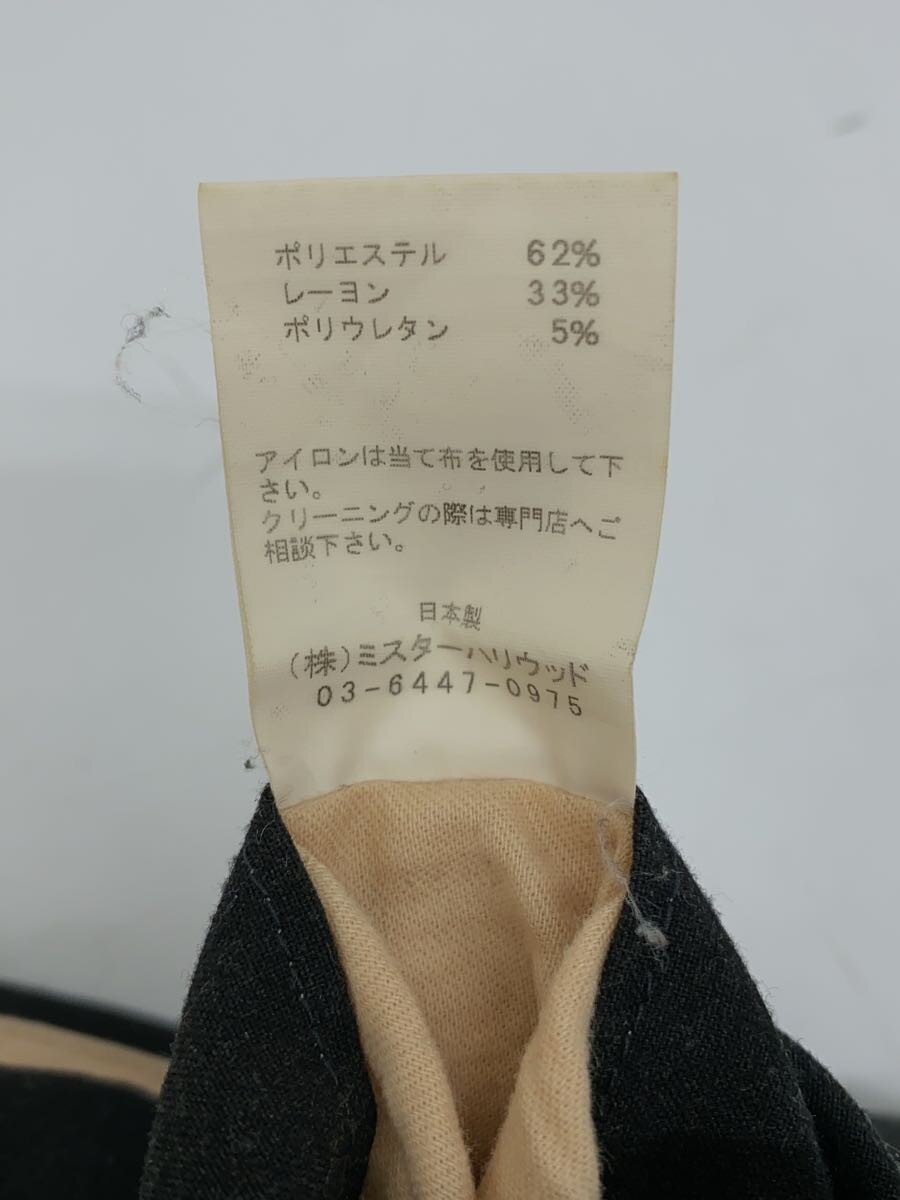 ポリエステル 62%
レーヨン 33%
ポリウレタン 5%
アイロンは当て布を使用して下
さい。
クリーニングの際は専門店へご
相談下さい。
日本製
(株)ミスターハリウッド
03-6447-0975